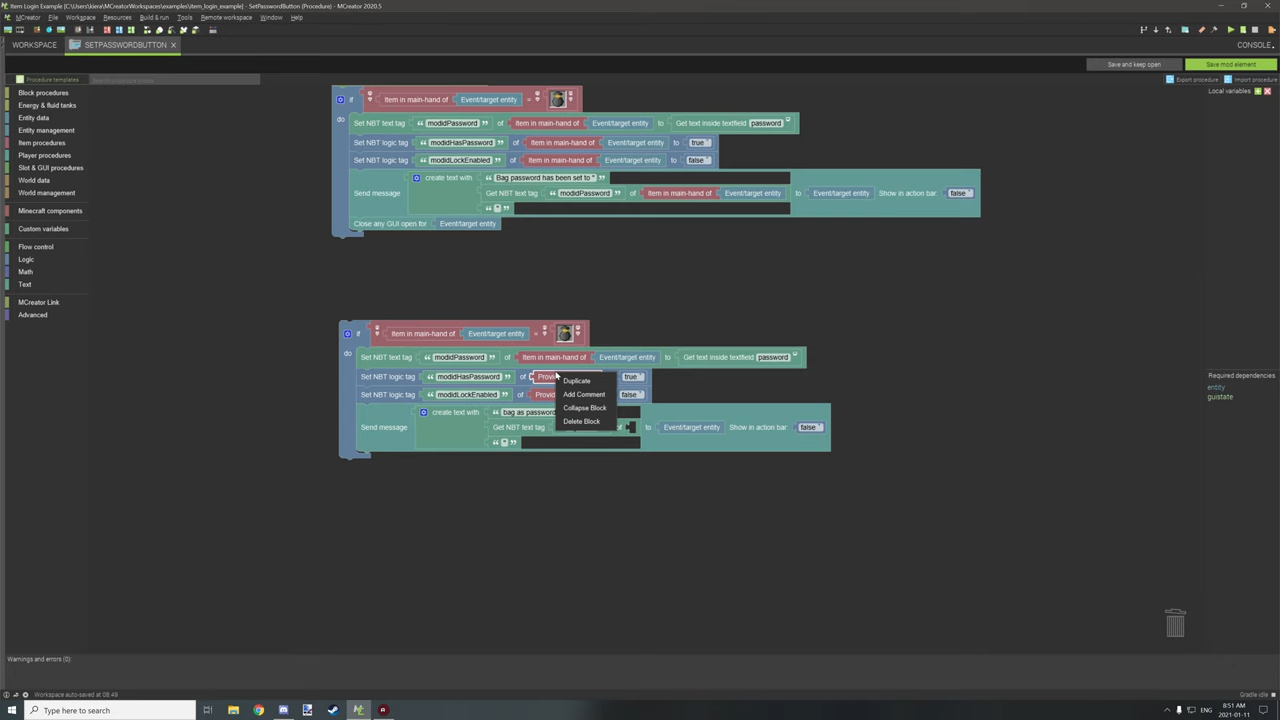 Item Login Example [C:\Users\kiera\MCreatorWorkspaces\examples\item_login_example] - SetPasswordButton (Procedure) - MCreator 2020.5
MCreator File Workspace Resources Build & run Tools Remote workspace Window Help
WORKSPACE SETPASSWORDBUTTON CONSOLE
Save and keep open Save mod element
Procedure templates Export procedure Import procedure
Local variables
Block procedures
Energy & fluid tanks
Entity data
Entity management
Item procedures
Player procedures
Slot & GUI procedures
World data
World management
Minecraft components
Custom variables
Flow control
Logic
Math
Text
MCreator Link
Advanced
if Item in main-hand of Event/target entity =
do Set NBT text tag “ modidPassword ” of Item in main-hand of Event/target entity to Get text inside textfield password
Set NBT logic tag “ modidHasPassword ” of Item in main-hand of Event/target entity to true
Set NBT logic tag “ modidLockEnabled ” of Item in main-hand of Event/target entity to false
Send message create text with “ Bag password has been set to " ”
Get NBT text tag “ modidPassword ” of Item in main-hand of Event/target entity to Event/target entity Show in action bar: false
“ " ”
Close any GUI open for Event/target entity
if Item in main-hand of Event/target entity =
do Set NBT text tag “ modidPassword ” of Item in main-hand of Event/target entity to Get text inside textfield password
Set NBT logic tag “ modidHasPassword ” of true
Set NBT logic tag “ modidLockEnabled ” of false
Send message create text with “ bag as password
Get NBT text tag of to Event/target entity Show in action bar: false
“ " ”
Duplicate
Add Comment
Collapse Block
Delete Block
Required dependencies
entity
guistate
Warnings and errors (0)
Workspace auto-saved at 08:49 Gradle idle
Type here to search ENG 8:51 AM
2021-01-11